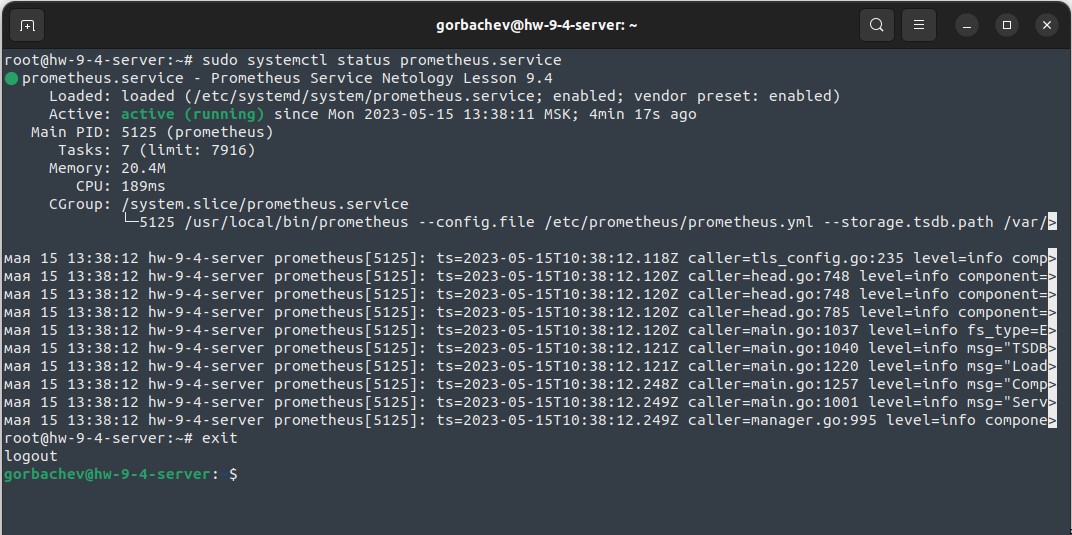 gorbachev@hw-9-4-server: ~
root@hw-9-4-server:~# sudo systemctl status prometheus.service
● prometheus.service - Prometheus Service Netology Lesson 9.4
Loaded: loaded (/etc/systemd/system/prometheus.service; enabled; vendor preset: enabled)
Active: active (running) since Mon 2023-05-15 13:38:11 MSK; 4min 17s ago
Main PID: 5125 (prometheus)
Tasks: 7 (limit: 7916)
Memory: 20.4M
CPU: 189ms
CGroup: /system.slice/prometheus.service
└─5125 /usr/local/bin/prometheus --config.file /etc/prometheus/prometheus.yml --storage.tsdb.path /var/>
мая 15 13:38:12 hw-9-4-server prometheus[5125]: ts=2023-05-15T10:38:12.118Z caller=tls_config.go:235 level=info comp>
мая 15 13:38:12 hw-9-4-server prometheus[5125]: ts=2023-05-15T10:38:12.120Z caller=head.go:748 level=info component=>
мая 15 13:38:12 hw-9-4-server prometheus[5125]: ts=2023-05-15T10:38:12.120Z caller=head.go:748 level=info component=>
мая 15 13:38:12 hw-9-4-server prometheus[5125]: ts=2023-05-15T10:38:12.120Z caller=head.go:785 level=info component=>
мая 15 13:38:12 hw-9-4-server prometheus[5125]: ts=2023-05-15T10:38:12.120Z caller=main.go:1037 level=info fs_type=E>
мая 15 13:38:12 hw-9-4-server prometheus[5125]: ts=2023-05-15T10:38:12.121Z caller=main.go:1040 level=info msg="TSDB>
мая 15 13:38:12 hw-9-4-server prometheus[5125]: ts=2023-05-15T10:38:12.121Z caller=main.go:1220 level=info msg="Load>
мая 15 13:38:12 hw-9-4-server prometheus[5125]: ts=2023-05-15T10:38:12.248Z caller=main.go:1257 level=info msg="Comp>
мая 15 13:38:12 hw-9-4-server prometheus[5125]: ts=2023-05-15T10:38:12.249Z caller=main.go:1001 level=info msg="Serv>
мая 15 13:38:12 hw-9-4-server prometheus[5125]: ts=2023-05-15T10:38:12.249Z caller=manager.go:995 level=info compone>
root@hw-9-4-server:~# exit
logout
gorbachev@hw-9-4-server: $